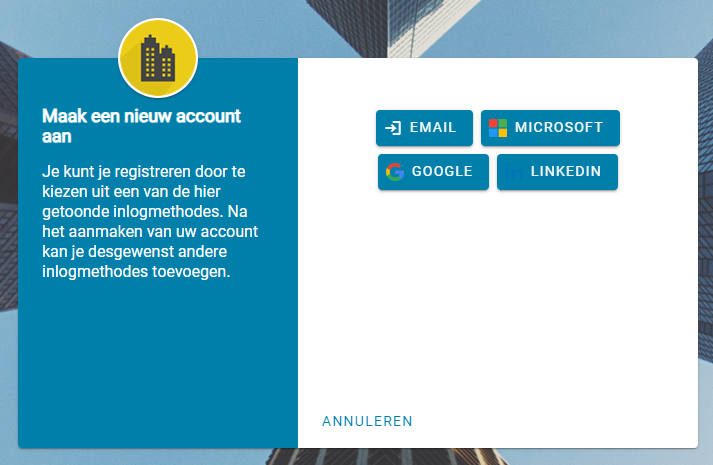 Maak een nieuw account
aan
Je kunt je registreren door te
kiezen uit een van de hier
getoonde inlogmethodes. Na
het aanmaken van uw account
kan je desgewenst andere
inlogmethodes toevoegen.
EMAIL
MICROSOFT
GOOGLE
LINKEDIN
ANNULEREN